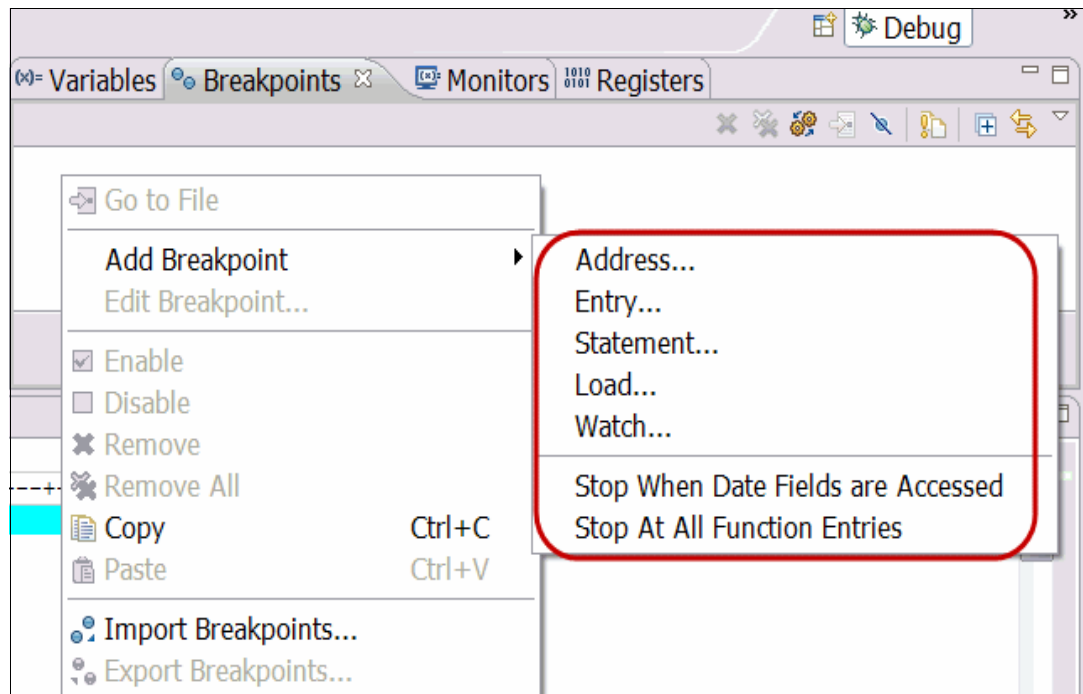 Debug
(x)= Variables Breakpoints Monitors 1010 0101 Registers
Go to File
Add Breakpoint
Edit Breakpoint...
Enable
Disable
Remove
Remove All
Copy Ctrl+C
Paste Ctrl+V
Import Breakpoints...
Export Breakpoints...
Address...
Entry...
Statement...
Load...
Watch...
Stop When Date Fields are Accessed
Stop At All Function Entries
---+-